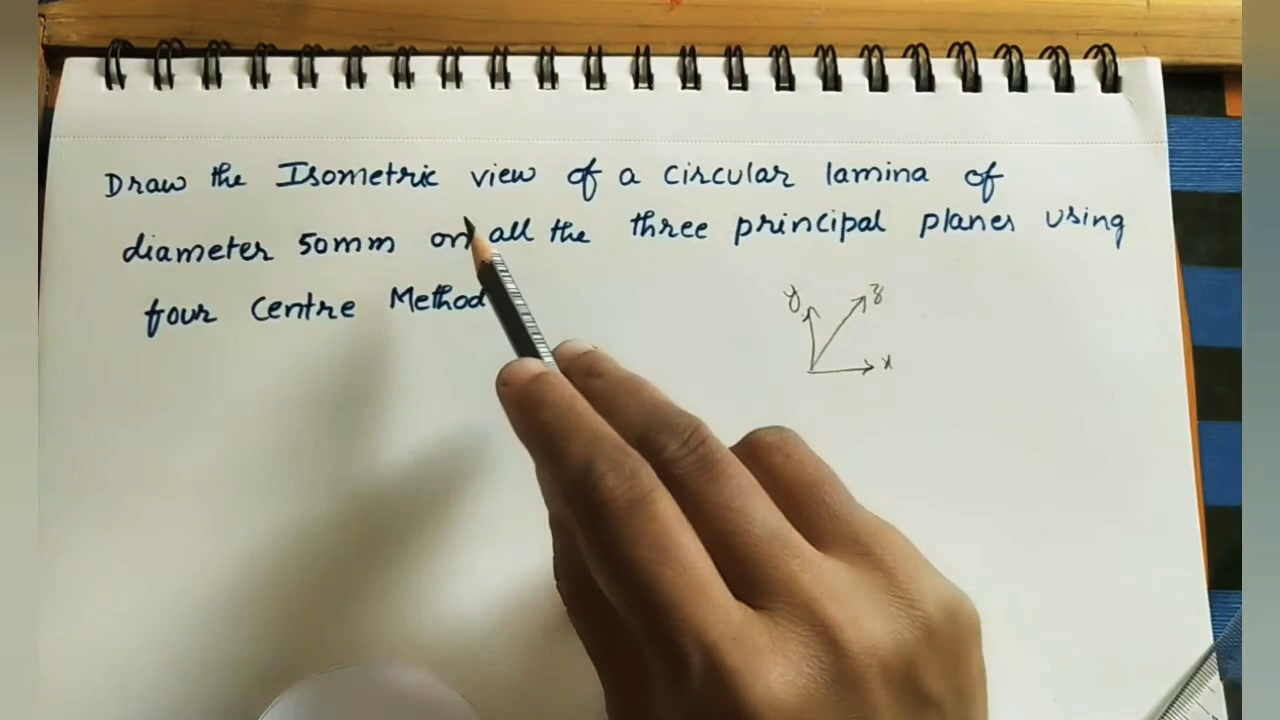 Draw the Isometric view of a circular lamina of
diameter 50mm on all the three principal planes using
four Centre Method
y z
x